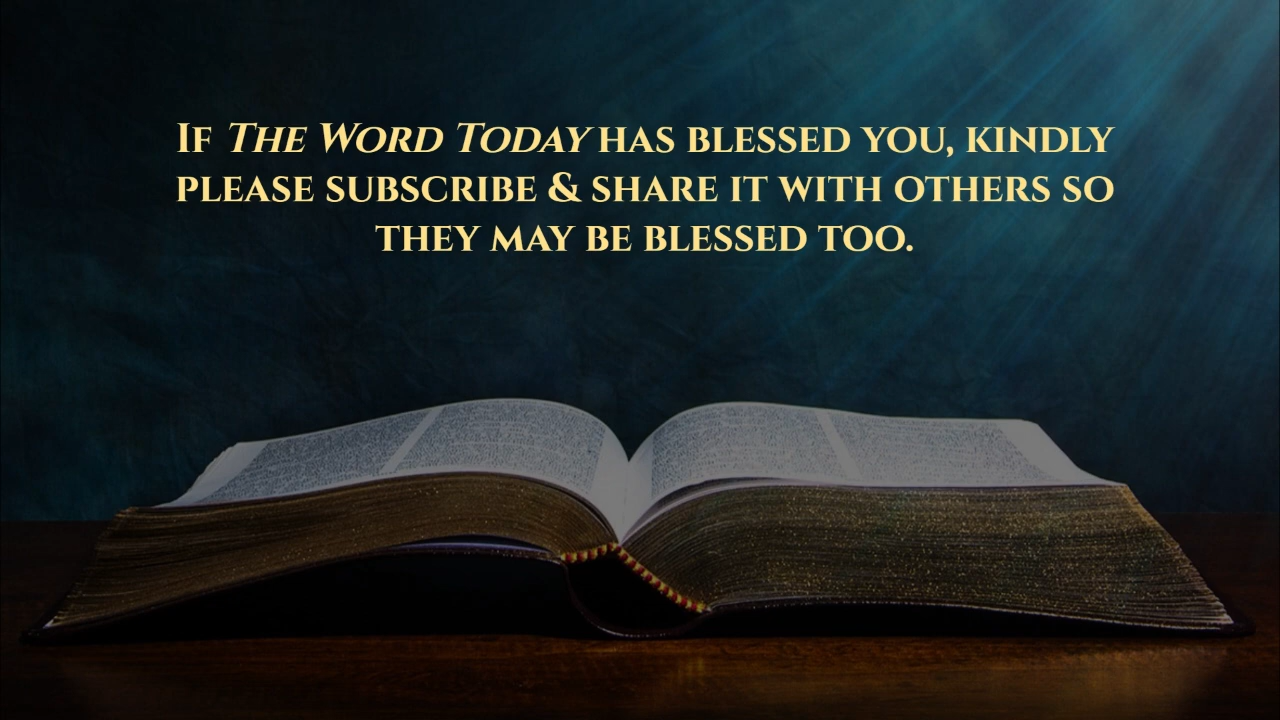 If The Word Today has blessed you, kindly
please subscribe & share it with others so
they may be blessed too.